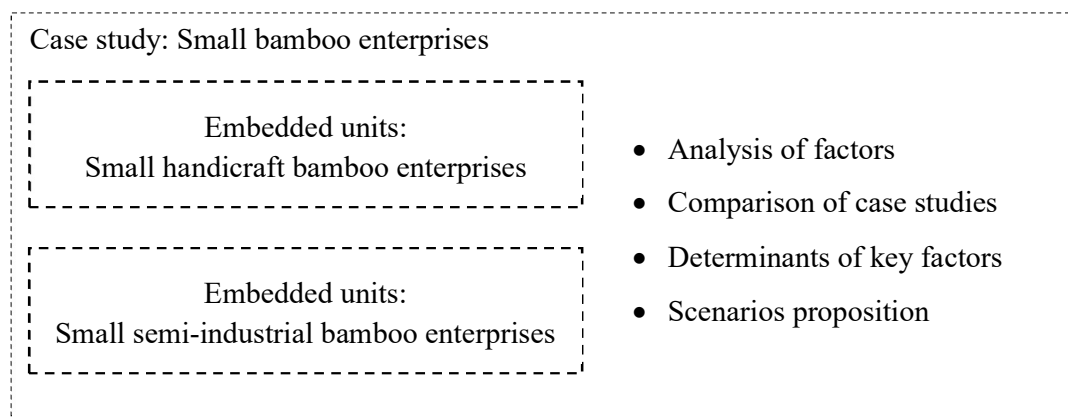 Case study: Small bamboo enterprises
Embedded units:
Small handicraft bamboo enterprises
Embedded units:
Small semi-industrial bamboo enterprises
• Analysis of factors
• Comparison of case studies
• Determinants of key factors
• Scenarios proposition